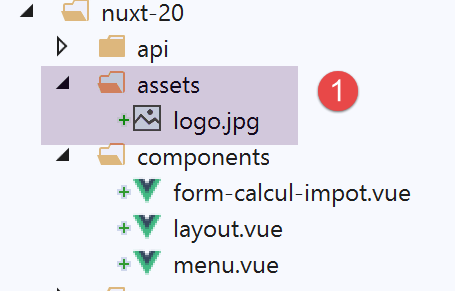 nuxt-20
api
assets
1
logo.jpg
components
form-calcul-impot.vue
layout.vue
menu.vue